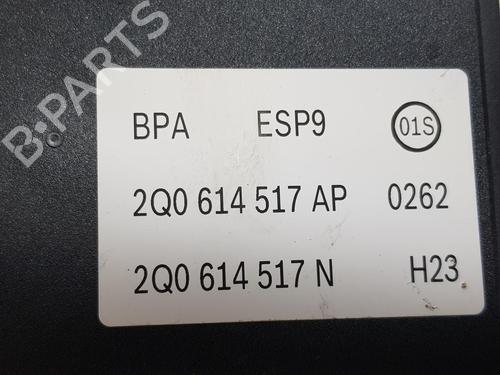 B-PARTS
BPA ESP9 01S
2Q0 614 517 AP 0262
2Q0 614 517 N H23